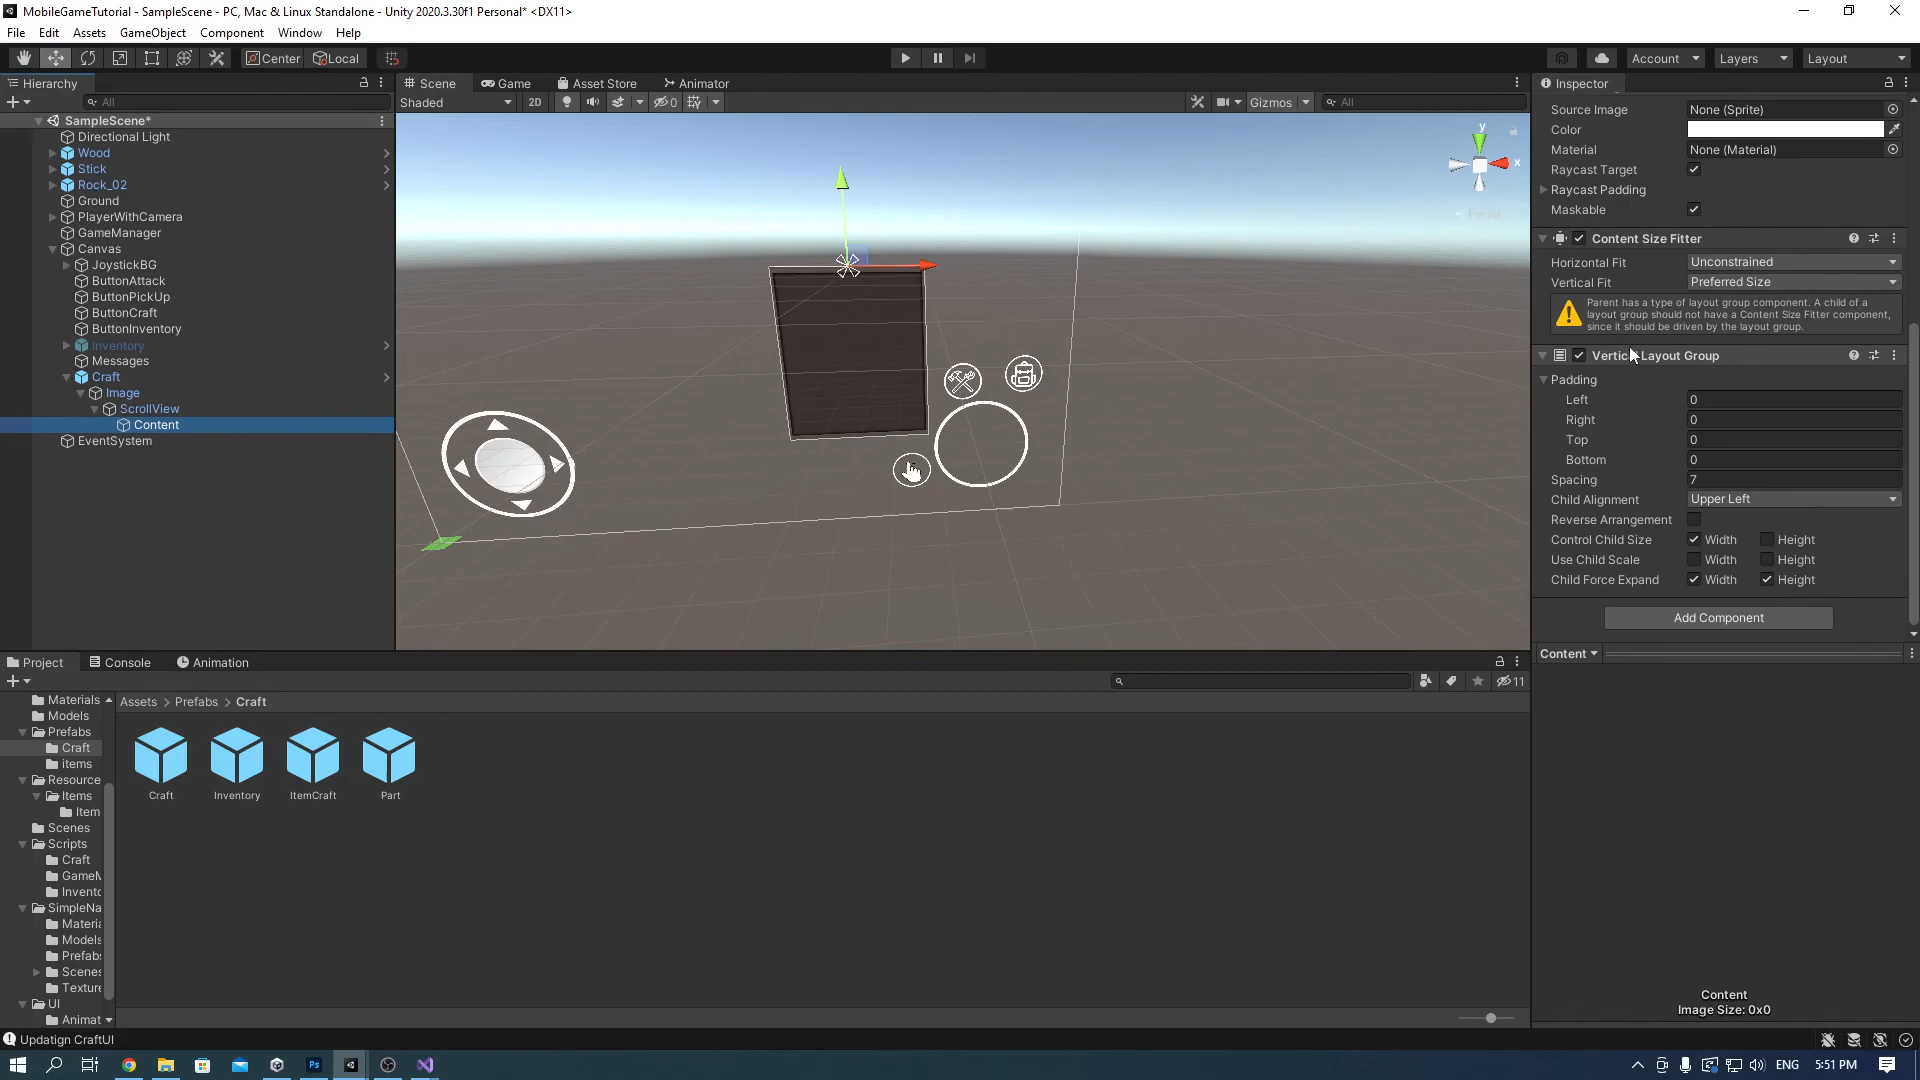 MobileGameTutorial - SampleScene - PC, Mac & Linux Standalone - Unity 2020.3.30f1 Personal* <DX11>
File Edit Assets GameObject Component Window Help
Center Local Account Layers Layout
Hierarchy Scene Game Asset Store Animator Inspector
All Shaded 2D 0 Gizmos All
SampleScene*
Directional Light
Wood
Stick
Rock_02
Ground
PlayerWithCamera
GameManager
Canvas
JoystickBG
ButtonAttack
ButtonPickUp
ButtonCraft
ButtonInventory
Inventory
Messages
Craft
Image
ScrollView
Content
EventSystem
y
x
Persp
Source Image None (Sprite)
Color
Material None (Material)
Raycast Target
Raycast Padding
Maskable
Content Size Fitter
Horizontal Fit Unconstrained
Vertical Fit Preferred Size
Parent has a type of layout group component. A child of a
layout group should not have a Content Size Fitter component,
since it should be driven by the layout group.
Vertical Layout Group
Padding
Left 0
Right 0
Top 0
Bottom 0
Spacing 7
Child Alignment Upper Left
Reverse Arrangement
Control Child Size Width Height
Use Child Scale Width Height
Child Force Expand Width Height
Add Component
Content
Project Console Animation
11
Materials
Models
Prefabs
Craft
items
Resource
Items
Item
Scenes
Scripts
Craft
GameM
Invento
SimpleNa
Materia
Models
Prefabs
Scenes
Texture
UI
Animat
Assets > Prefabs > Craft
Craft Inventory ItemCraft Part
Content
Image Size: 0x0
Updatign CraftUI
Ps
ENG 5:51 PM